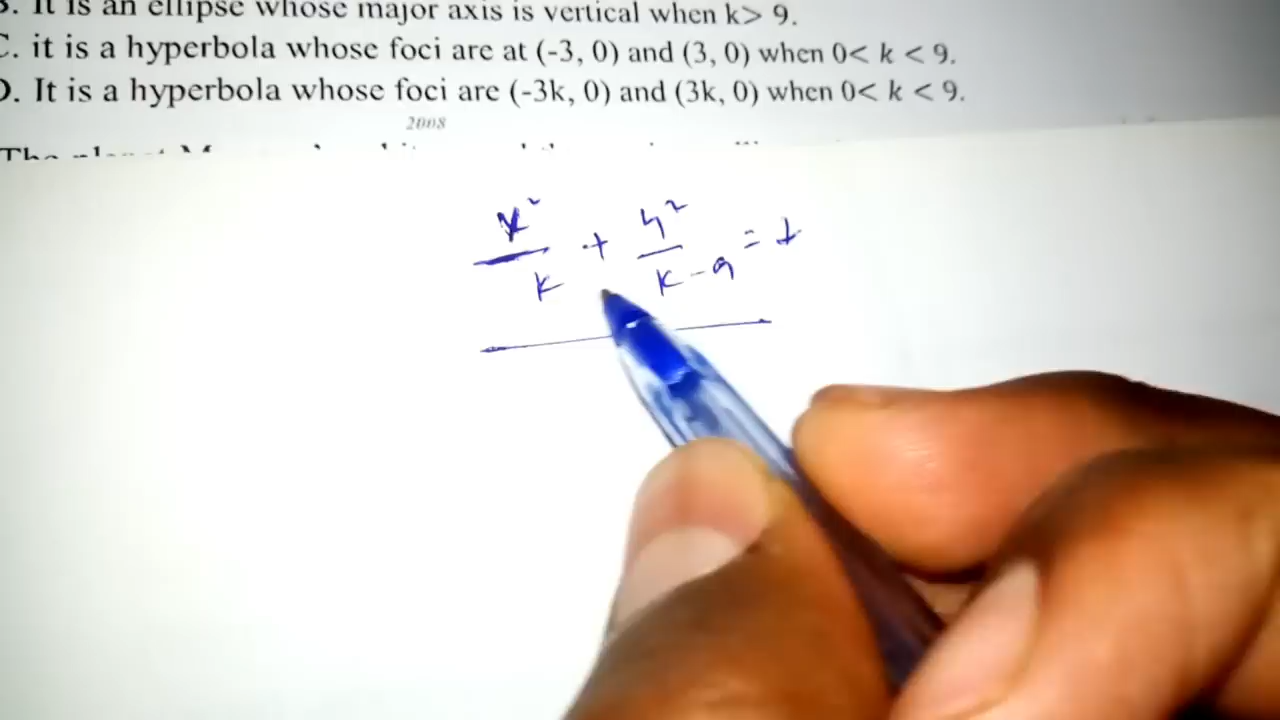 B. It is an ellipse whose major axis is vertical when k> 9.
C. it is a hyperbola whose foci are at (-3, 0) and (3, 0) when 0< k < 9.
D. It is a hyperbola whose foci are (-3k, 0) and (3k, 0) when 0< k < 9.
2008
The planet
x²/k + y²/k-9 = 1